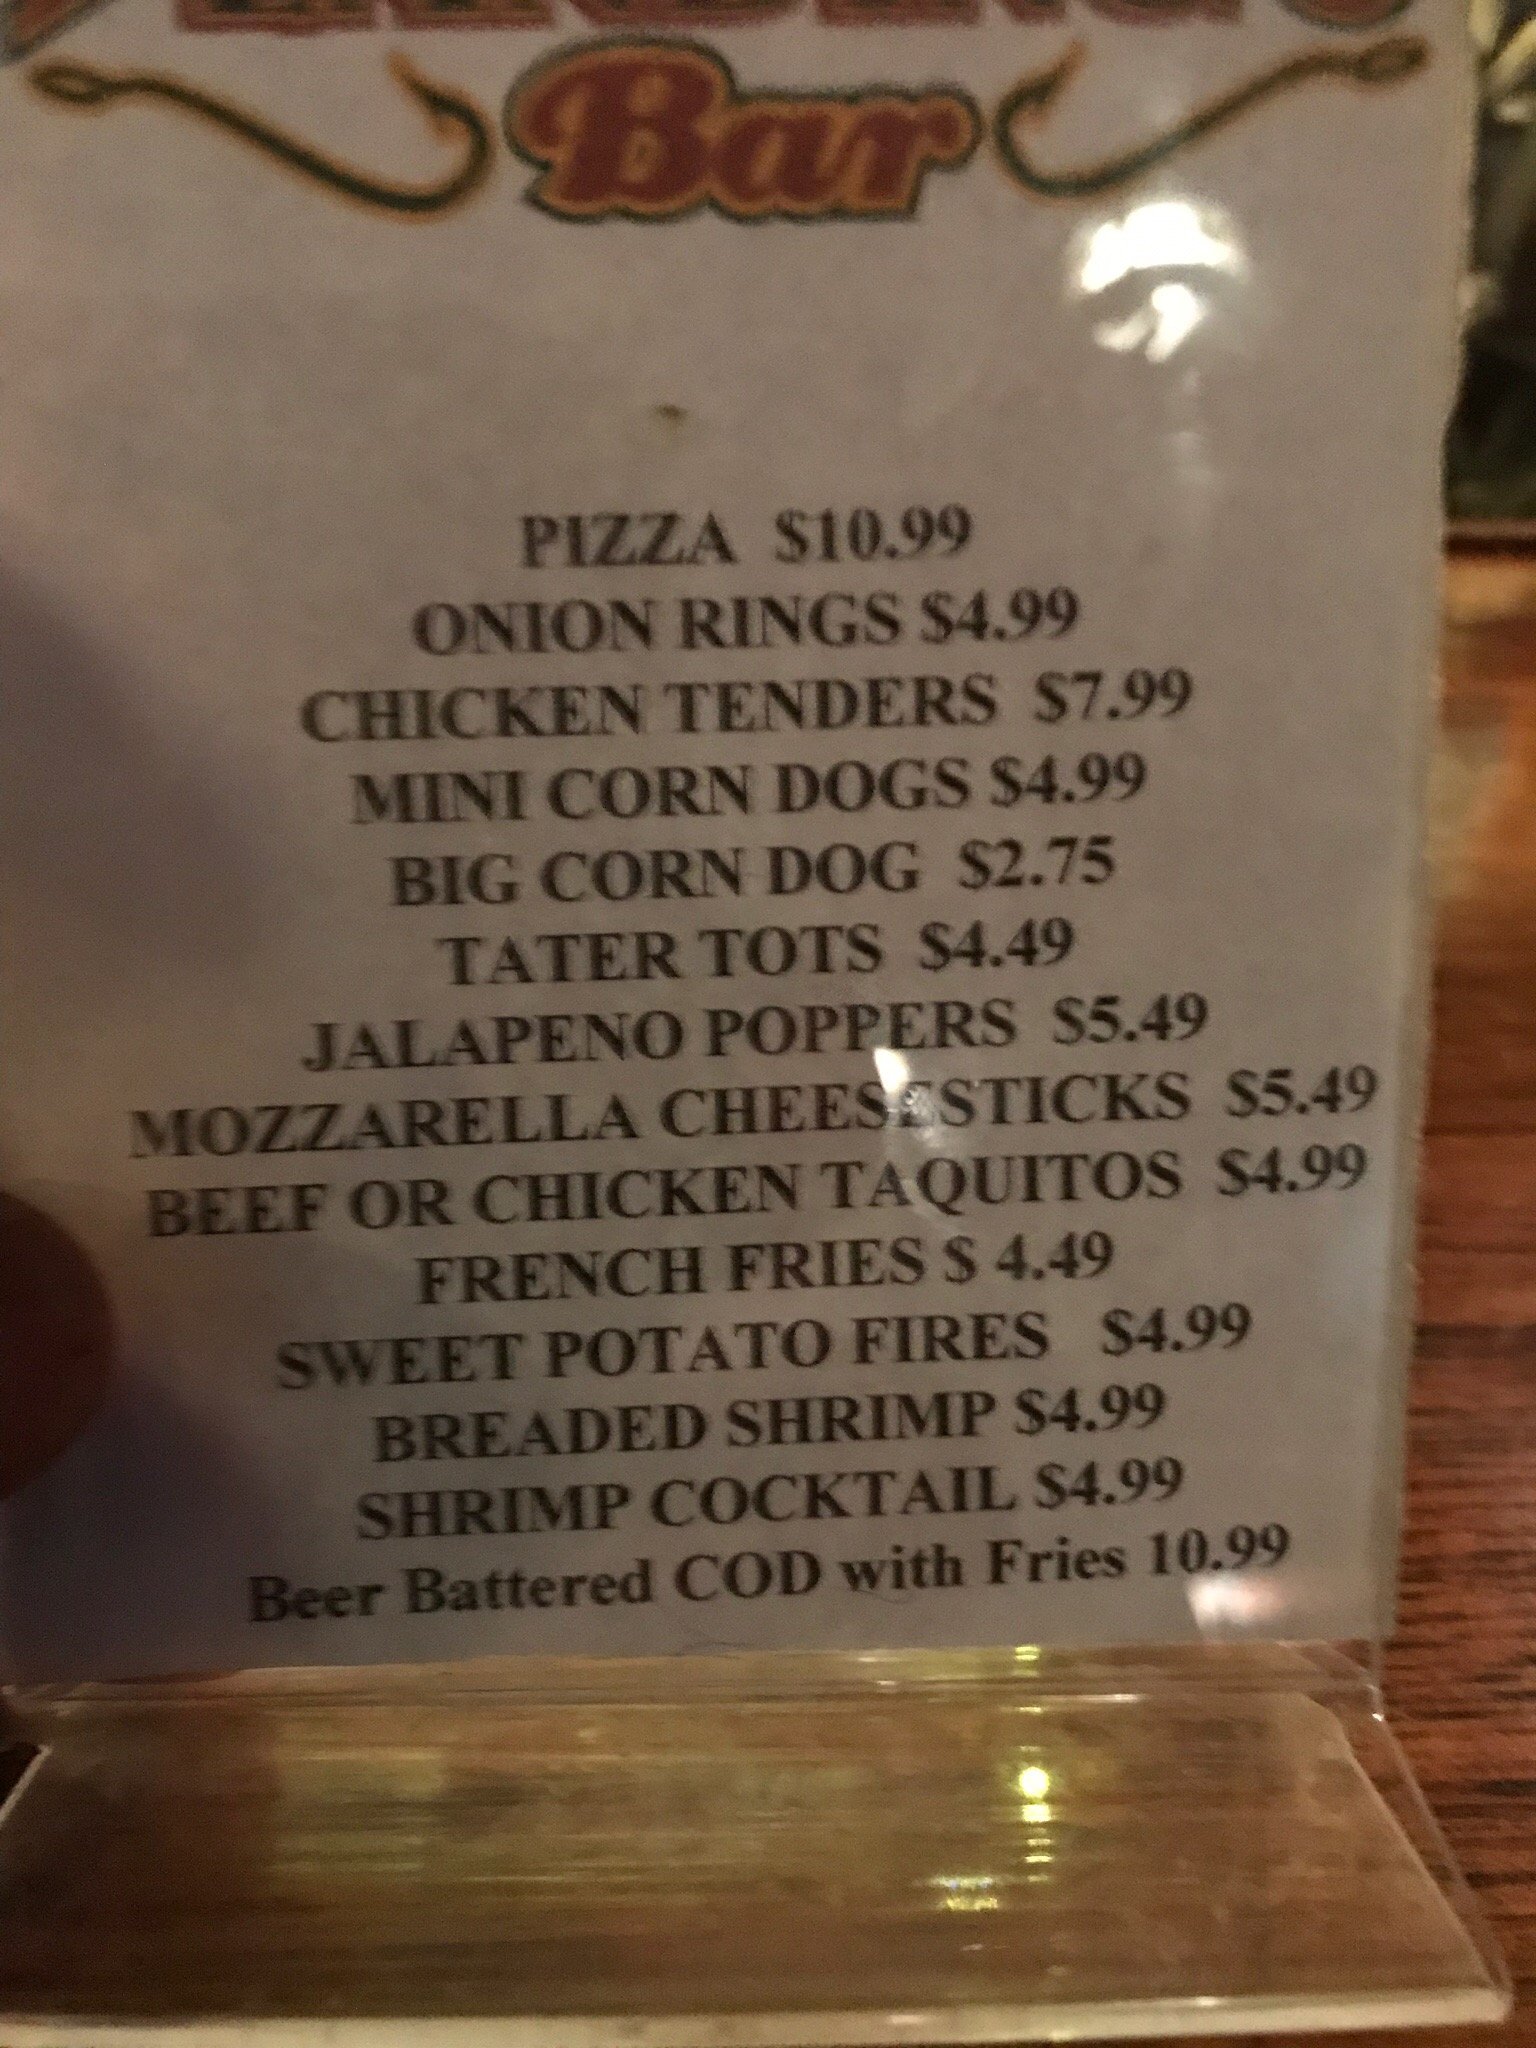 Bar
PIZZA $10.99
ONION RINGS $4.99
CHICKEN TENDERS $7.99
MINI CORN DOGS $4.99
BIG CORN DOG $2.75
TATER TOTS $4.49
JALAPENO POPPERS $5.49
MOZZARELLA CHEESESTICKS $5.49
BEEF OR CHICKEN TAQUITOS $4.99
FRENCH FRIES $ 4.49
SWEET POTATO FIRES $4.99
BREADED SHRIMP $4.99
SHRIMP COCKTAIL $4.99
Beer Battered COD with Fries 10.99